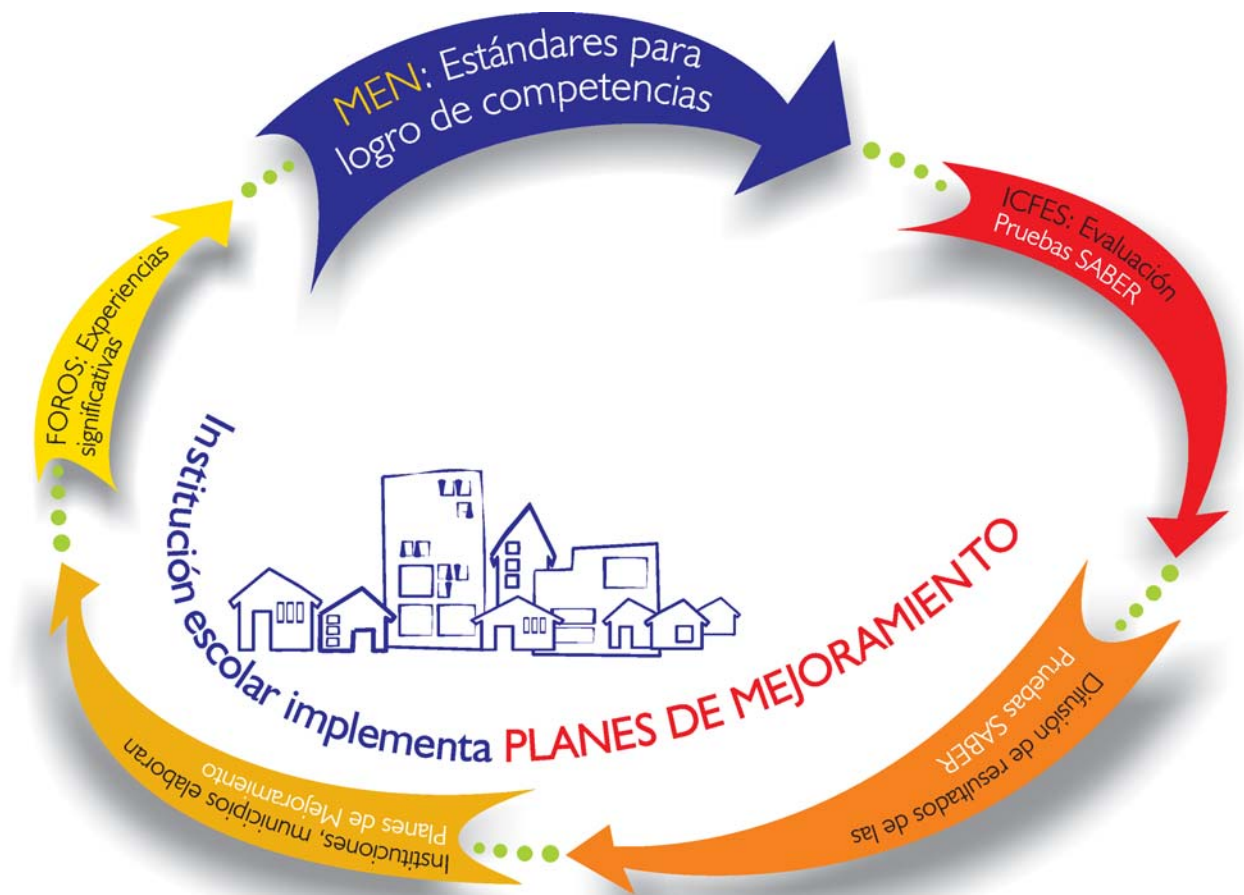 MEN: Estándares para
logro de competencias
ICFES: Evaluación
Pruebas SABER
Difusión de resultados de las
Pruebas SABER
Instituciones, municipios elaboran
Planes de Mejoramiento
FOROS: Experiencias
significativas
Institución escolar implementa PLANES DE MEJORAMIENTO